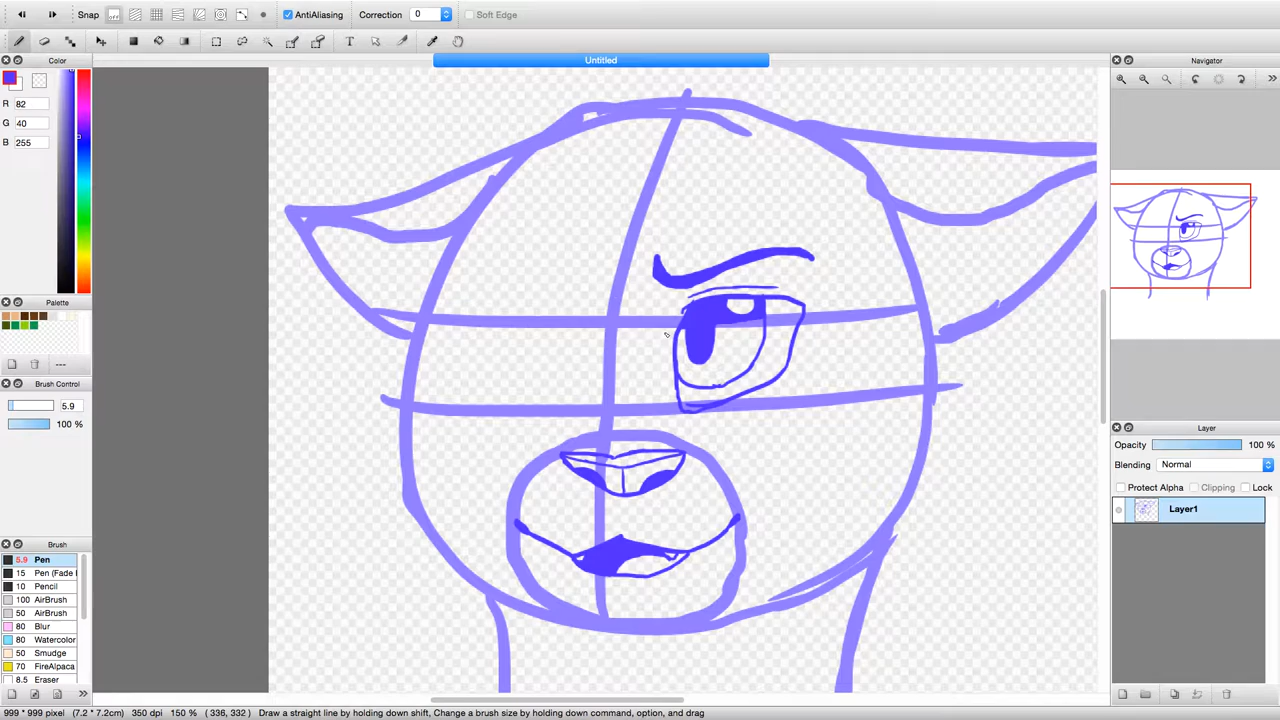 Snap off AntiAliasing Correction 0 Soft Edge
Untitled
Color
R 82
G 40
B 255
Palette
---
Brush Control
5.9
100 %
Brush
5.9 Pen
15 Pen (Fade I
10 Pencil
100 AirBrush
50 AirBrush
80 Blur
80 Watercolor
50 Smudge
70 FireAlpaca
8.5 Eraser
Navigator
Layer
Opacity 100 %
Blending Normal
Protect Alpha Clipping Lock
Layer1
999 * 999 pixel (7.2 * 7.2cm) 350 dpi 150 % ( 336, 332 ) Draw a straight line by holding down shift, Change a brush size by holding down command, option, and drag